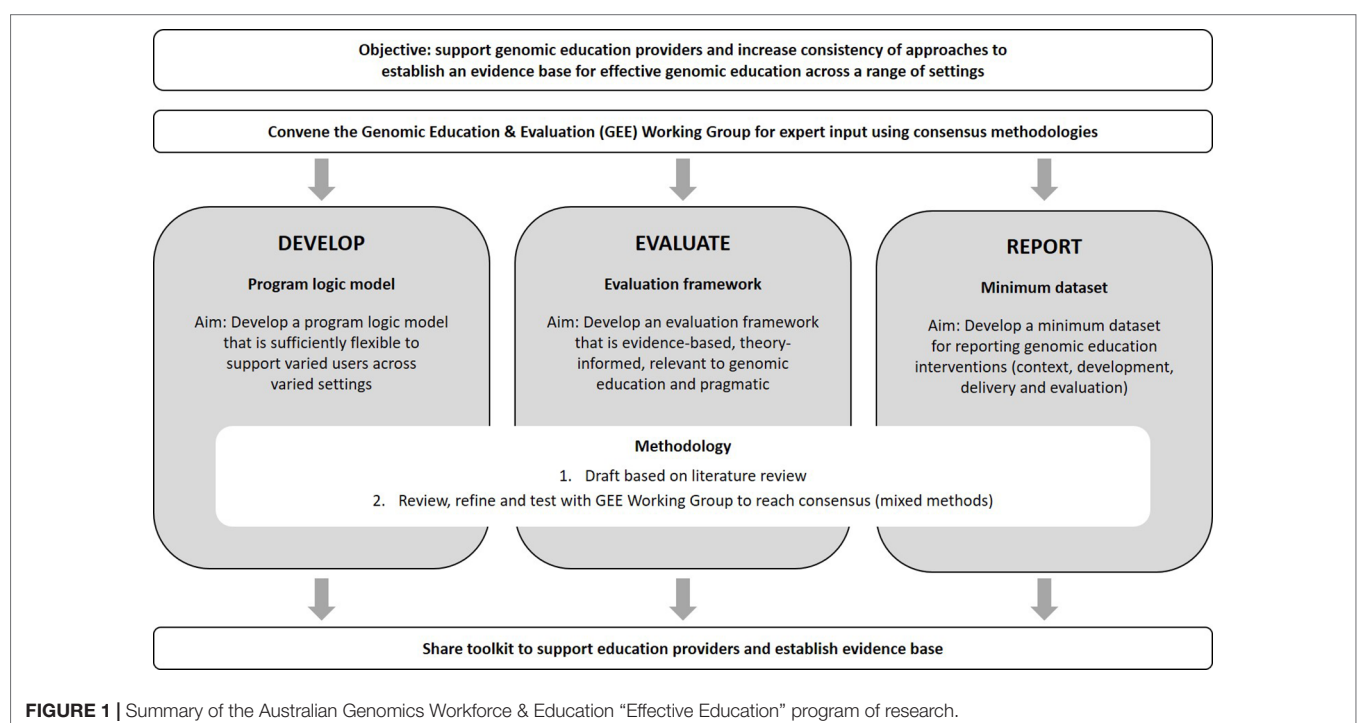 Objective: support genomic education providers and increase consistency of approaches to
establish an evidence base for effective genomic education across a range of settings
Convene the Genomic Education & Evaluation (GEE) Working Group for expert input using consensus methodologies
DEVELOP
Program logic model
Aim: Develop a program logic model
that is sufficiently flexible to
support varied users across
varied settings
EVALUATE
Evaluation framework
Aim: Develop an evaluation framework
that is evidence-based, theory-
informed, relevant to genomic
education and pragmatic
REPORT
Minimum dataset
Aim: Develop a minimum dataset
for reporting genomic education
interventions (context, development,
delivery and evaluation)
Methodology
1. Draft based on literature review
2. Review, refine and test with GEE Working Group to reach consensus (mixed methods)
Share toolkit to support education providers and establish evidence base
FIGURE 1 | Summary of the Australian Genomics Workforce & Education “Effective Education” program of research.